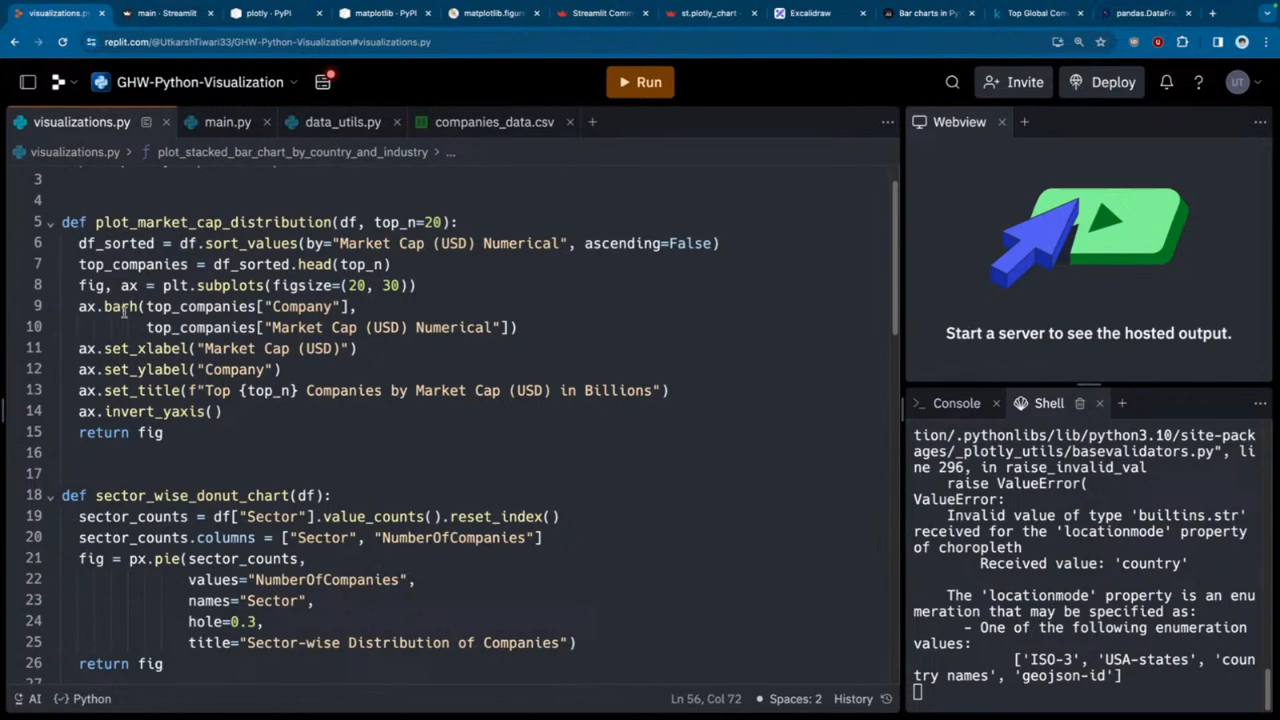 visualizations.py - G
main · Streamlit
plotly · PyPI
matplotlib · PyPI
matplotlib.figur
Streamlit Comm
st.plotly_chart
Excalidraw
Bar charts in Py
Top Global Com
pandas.DataFra
replit.com/@UtkarshTiwari33/GHW-Python-Visualization#visualizations.py
GHW-Python-Visualization
Run
Invite
Deploy
UT
visualizations.py
main.py
data_utils.py
companies_data.csv
Webview
visualizations.py > plot_stacked_bar_chart_by_country_and_industry > ...
3
4
5 def plot_market_cap_distribution(df, top_n=20):
6 df_sorted = df.sort_values(by="Market Cap (USD) Numerical", ascending=False)
7 top_companies = df_sorted.head(top_n)
8 fig, ax = plt.subplots(figsize=(20, 30))
9 ax.barh(top_companies["Company"],
10 top_companies["Market Cap (USD) Numerical"])
11 ax.set_xlabel("Market Cap (USD)")
12 ax.set_ylabel("Company")
13 ax.set_title(f"Top {top_n} Companies by Market Cap (USD) in Billions")
14 ax.invert_yaxis()
15 return fig
16
17
18 def sector_wise_donut_chart(df):
19 sector_counts = df["Sector"].value_counts().reset_index()
20 sector_counts.columns = ["Sector", "NumberOfCompanies"]
21 fig = px.pie(sector_counts,
22 values="NumberOfCompanies",
23 names="Sector",
24 hole=0.3,
25 title="Sector-wise Distribution of Companies")
26 return fig
Start a server to see the hosted output.
Console
Shell
tion/.pythonlibs/lib/python3.10/site-pack
ages/_plotly_utils/basevalidators.py", li
ne 296, in raise_invalid_val
raise ValueError(
ValueError:
Invalid value of type 'builtins.str'
received for the 'locationmode' property
of choropleth
Received value: 'country'
The 'locationmode' property is an enu
meration that may be specified as:
- One of the following enumeration
values:
['ISO-3', 'USA-states', 'coun
try names', 'geojson-id']
AI
Python
Ln 56, Col 72
Spaces: 2
History